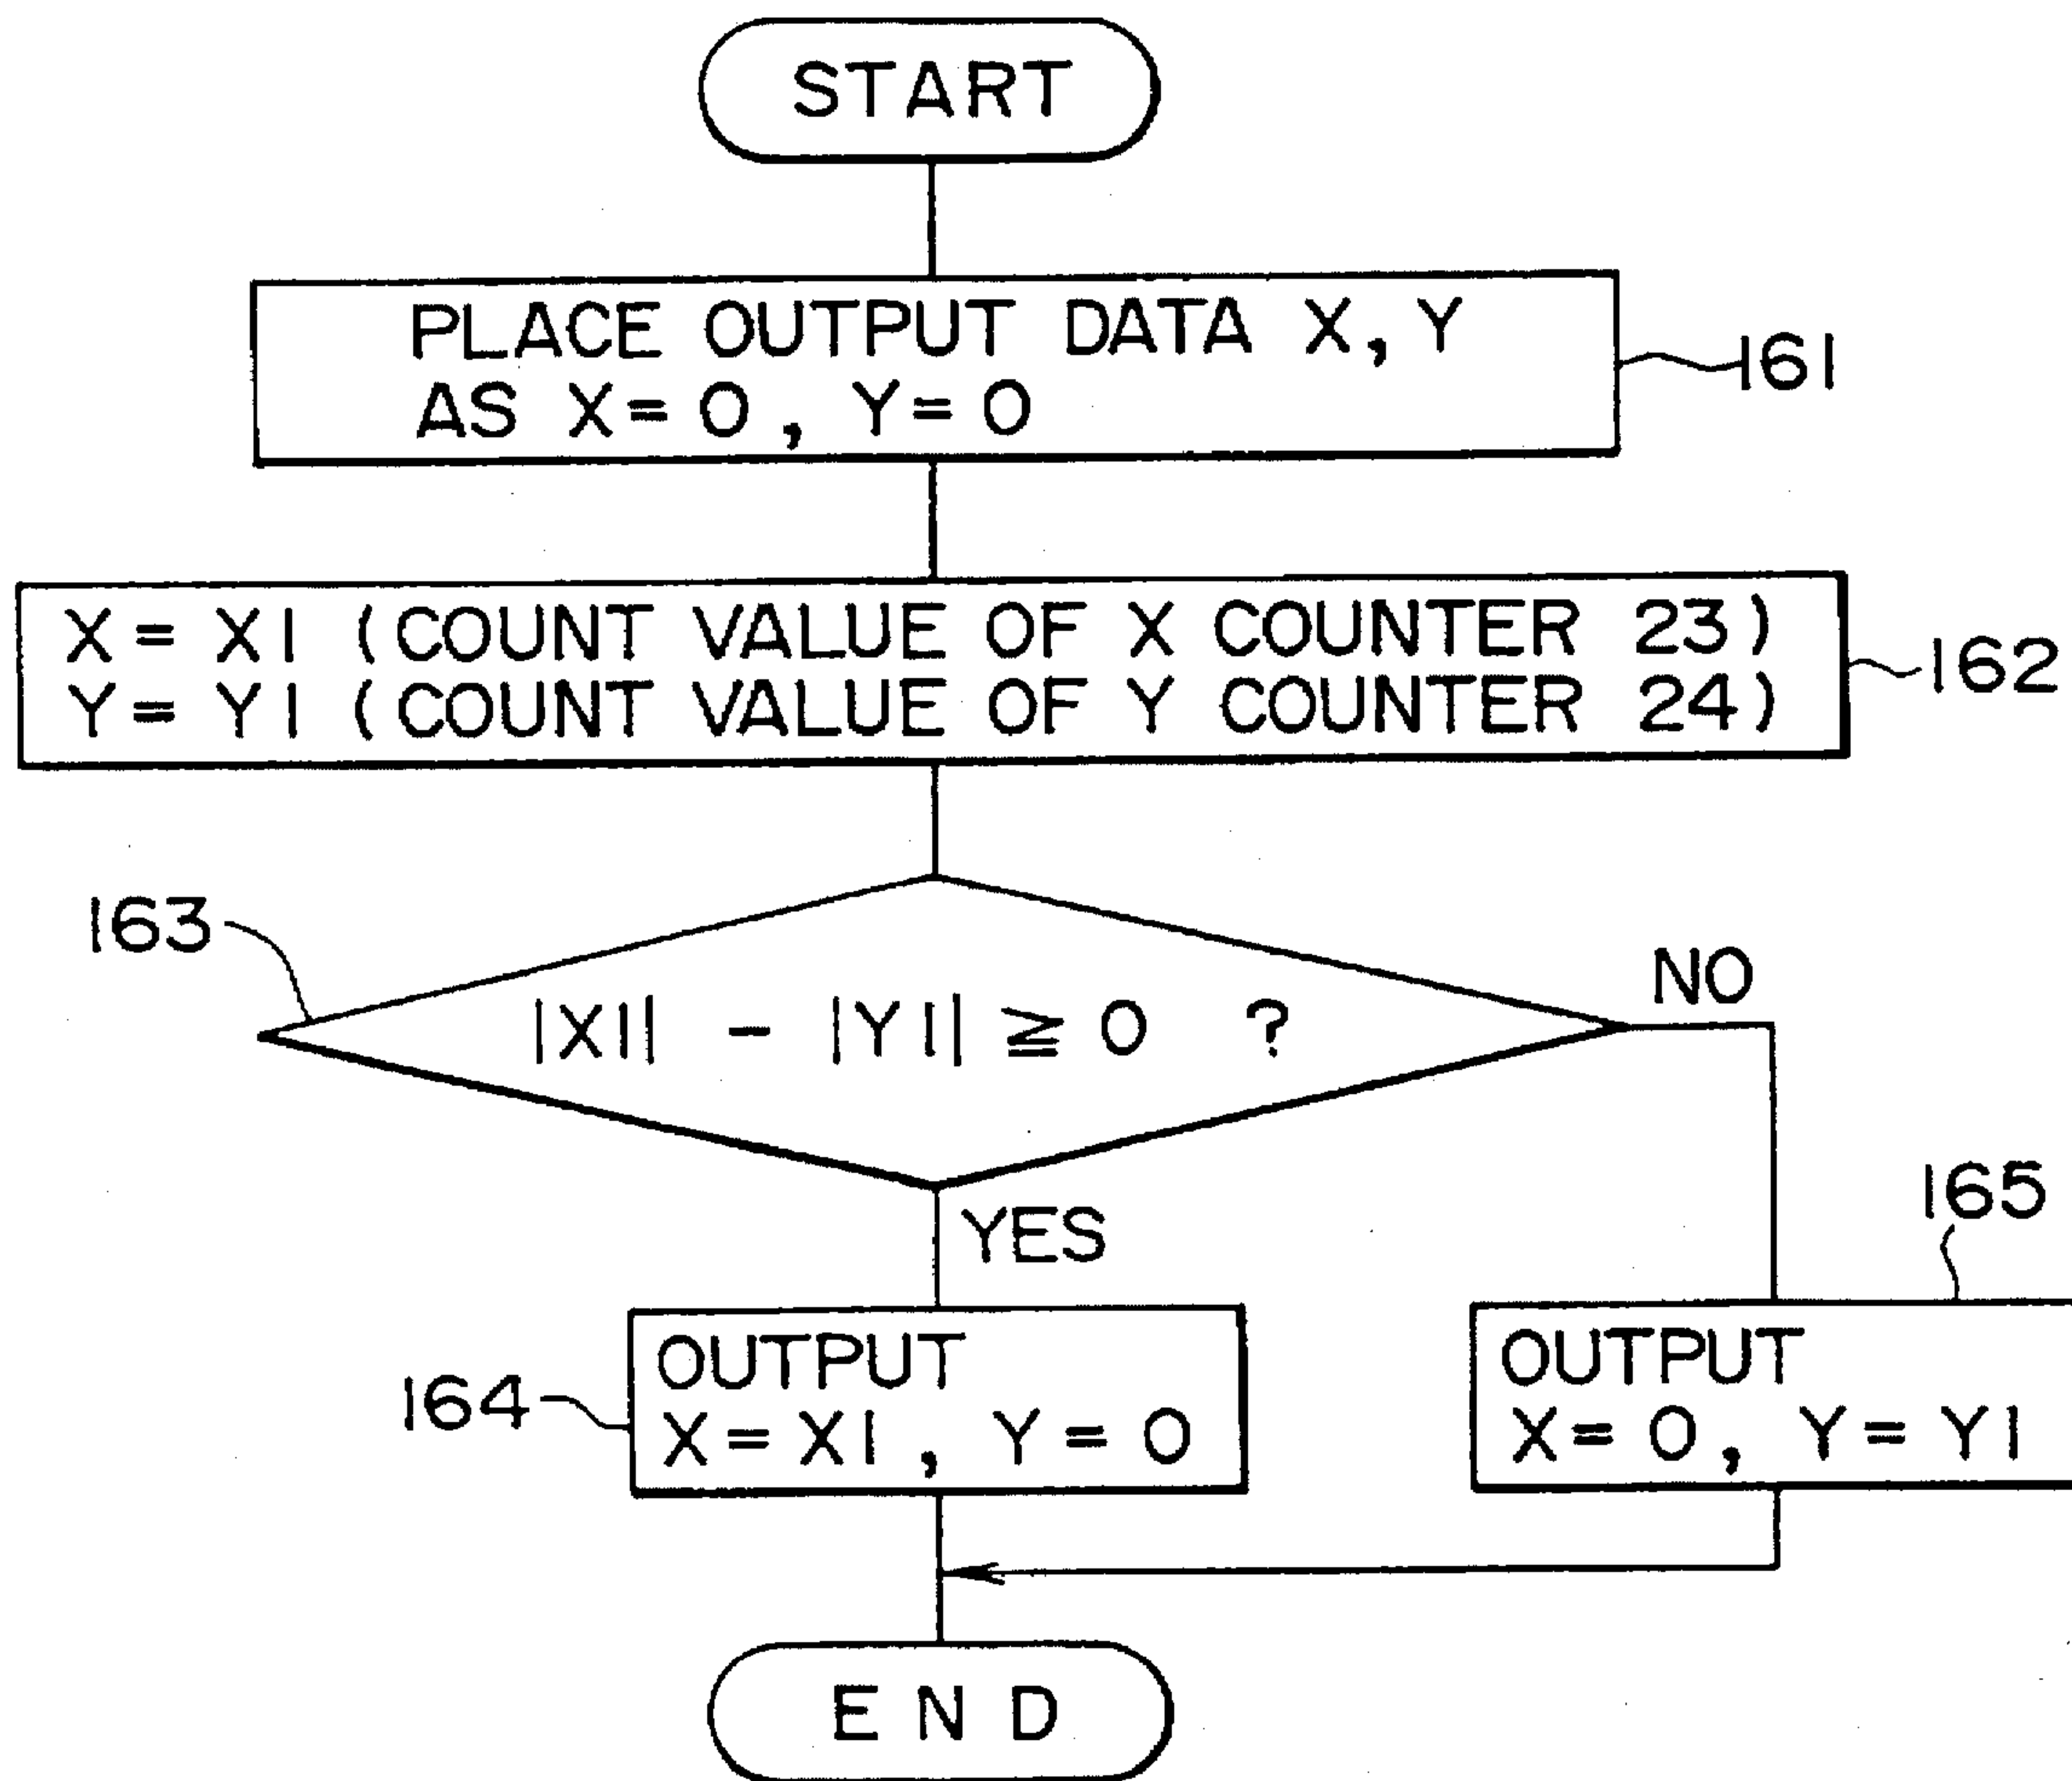 START
PLACE OUTPUT DATA X, Y
AS X=0, Y=0
161
X=X1 (COUNT VALUE OF X COUNTER 23)
Y=Y1 (COUNT VALUE OF Y COUNTER 24)
162
163
|X1| - |Y1| ≧ 0 ?
NO
YES
165
OUTPUT
X=X1, Y=0
164
OUTPUT
X=0, Y=Y1
END